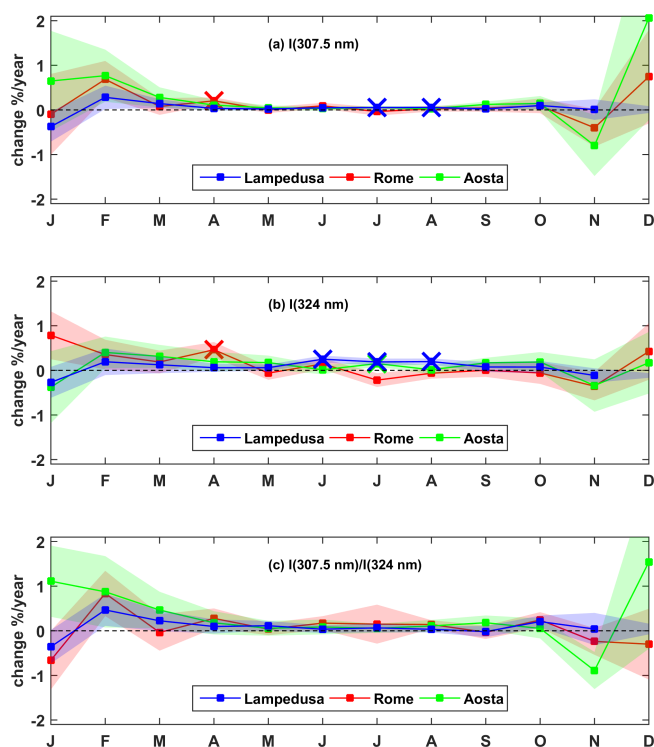 2
(a) I(307.5 nm)
1
0
-1
-2
change %/year
Lampedusa Rome Aosta
J F M A M J J A S O N D
2
(b) I(324 nm)
1
0
-1
-2
change %/year
Lampedusa Rome Aosta
J F M A M J J A S O N D
2
(c) I(307.5 nm)/I(324 nm)
1
0
-1
-2
change %/year
Lampedusa Rome Aosta
J F M A M J J A S O N D